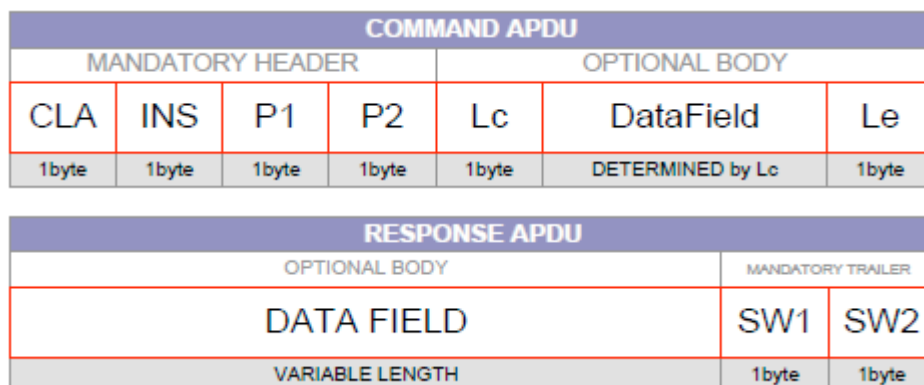 COMMAND APDU
MANDATORY HEADER OPTIONAL BODY
CLA INS P1 P2 Lc DataField Le
1byte 1byte 1byte 1byte 1byte DETERMINED by Lc 1byte
RESPONSE APDU
OPTIONAL BODY MANDATORY TRAILER
DATA FIELD SW1 SW2
VARIABLE LENGTH 1byte 1byte